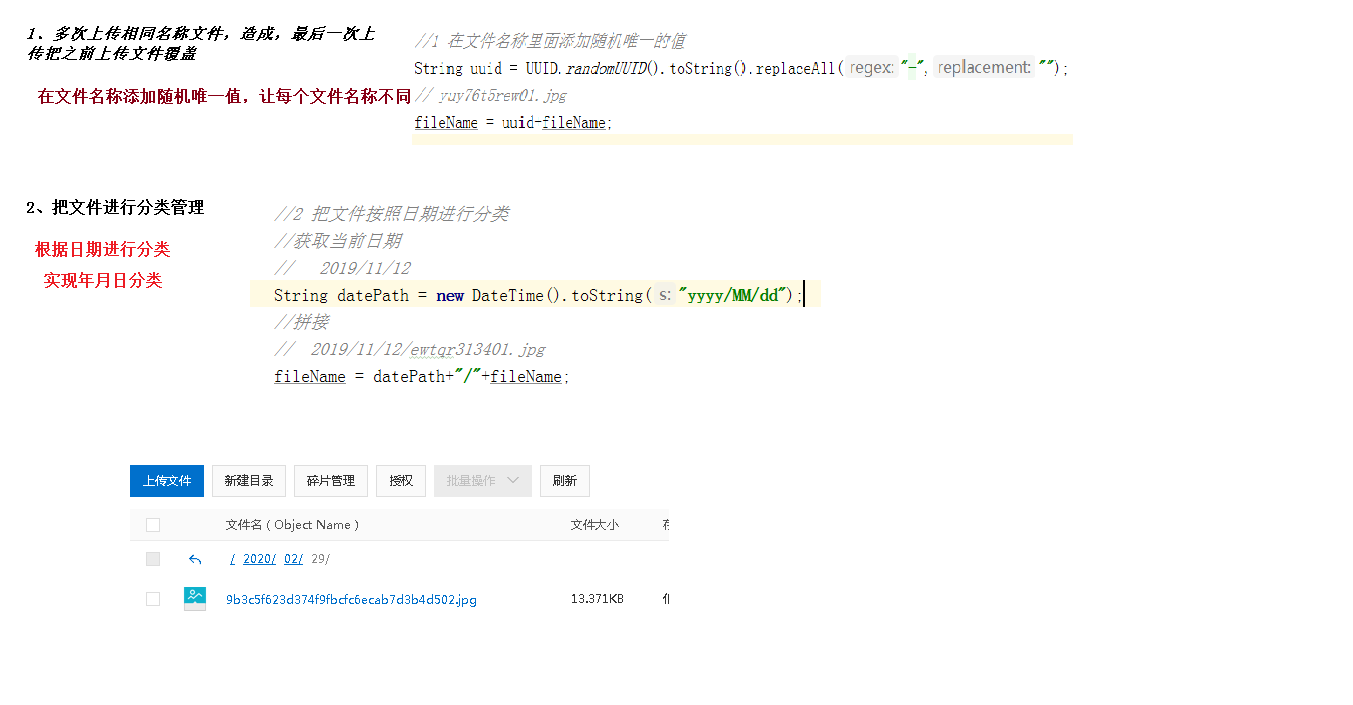 1、多次上传相同名称文件，造成，最后一次上
传把之前上传文件覆盖
在文件名称添加随机唯一值，让每个文件名称不同
//1 在文件名称里面添加随机唯一的值
String uuid = UUID.randomUUID().toString().replaceAll( regex: "-", replacement: "");
// yuy76t5rew01.jpg
fileName = uuid+fileName;
2、把文件进行分类管理
根据日期进行分类
实现年月日分类
//2 把文件按照日期进行分类
//获取当前日期
// 2019/11/12
String datePath = new DateTime().toString( s: "yyyy/MM/dd");
//拼接
// 2019/11/12/ewtqr313401.jpg
fileName = datePath+"/"+fileName;
上传文件 新建目录 碎片管理 授权 批量操作 刷新
文件名 ( Object Name ) 文件大小
/ 2020/ 02/ 29/
9b3c5f623d374f9fbcfc6ecab7d3b4d502.jpg 13.371KB